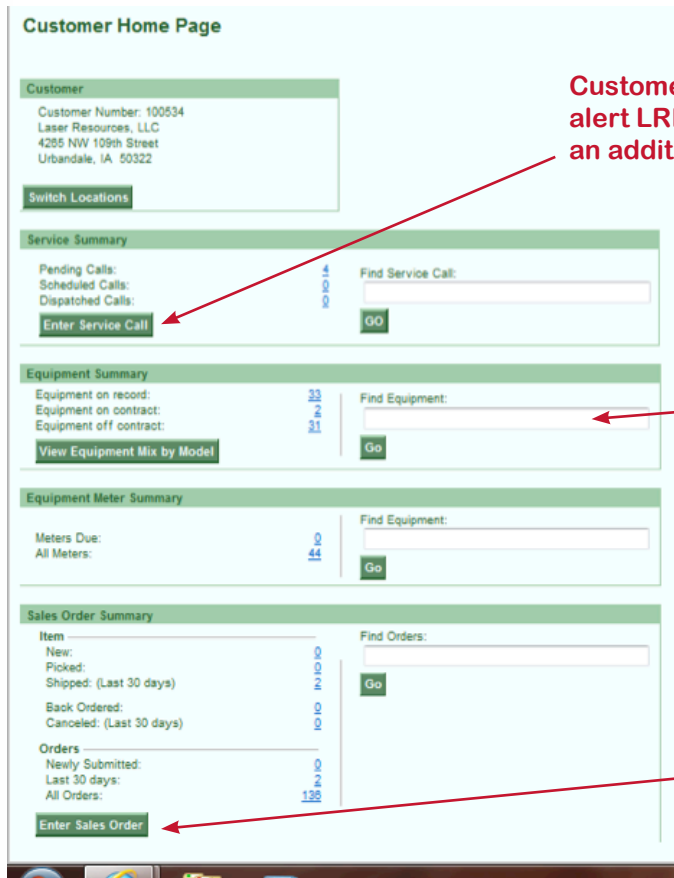 Customer Home Page
Customer
Customer Number: 100534
Laser Resources, LLC
4265 NW 109th Street
Urbandale, IA 50322
Switch Locations
alert
an
Service Summary
Pending Calls: 4
Scheduled Calls: 0
Dispatched Calls: 0
Enter Service Call
Find Service Call:
GO
Equipment Summary
Equipment on record: 33
Equipment on contract: 2
Equipment off contract: 31
View Equipment Mix by Model
Find Equipment:
Go
Equipment Meter Summary
Meters Due: 0
All Meters: 44
Find Equipment:
Go
Sales Order Summary
Item
New: 0
Picked: 0
Shipped: (Last 30 days) 2
Back Ordered: 0
Canceled: (Last 30 days) 0
Orders
Newly Submitted: 0
Last 30 days: 2
All Orders: 136
Enter Sales Order
Find Orders:
Go